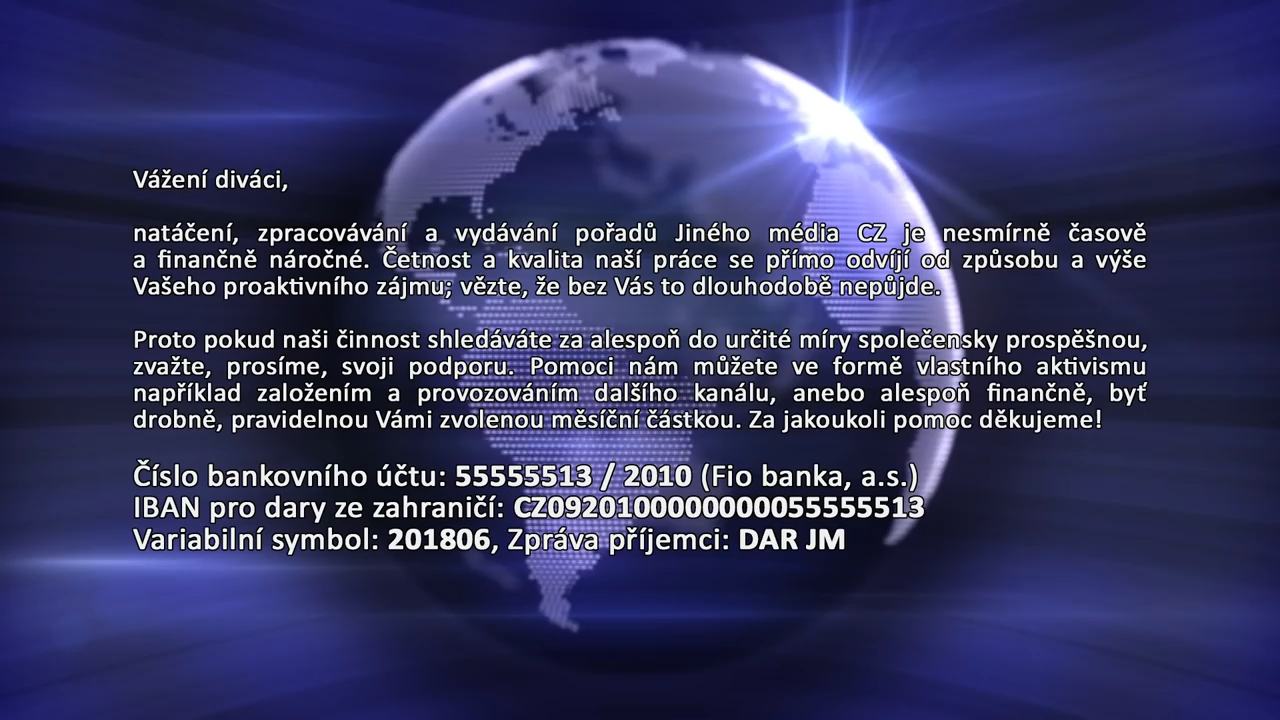 Vážení diváci,
natáčení, zpracovávání a vydávání pořadů Jiného média CZ je nesmírně časově
a finančně náročné. Četnost a kvalita naší práce se přímo odvíjí od způsobu a výše
Vašeho proaktivního zájmu; vězte, že bez Vás to dlouhodobě nepůjde.
Proto pokud naši činnost shledáváte za alespoň do určité míry společensky prospěšnou,
zvažte, prosíme, svoji podporu. Pomoci nám můžete ve formě vlastního aktivismu
například založením a provozováním dalšího kanálu, anebo alespoň finančně, byť
drobně, pravidelnou Vámi zvolenou měsíční částkou. Za jakoukoli pomoc děkujeme!
Číslo bankovního účtu: 55555513 / 2010 (Fio banka, a.s.)
IBAN pro dary ze zahraničí: CZ0920100000000055555513
Variabilní symbol: 201806, Zpráva příjemci: DAR JM